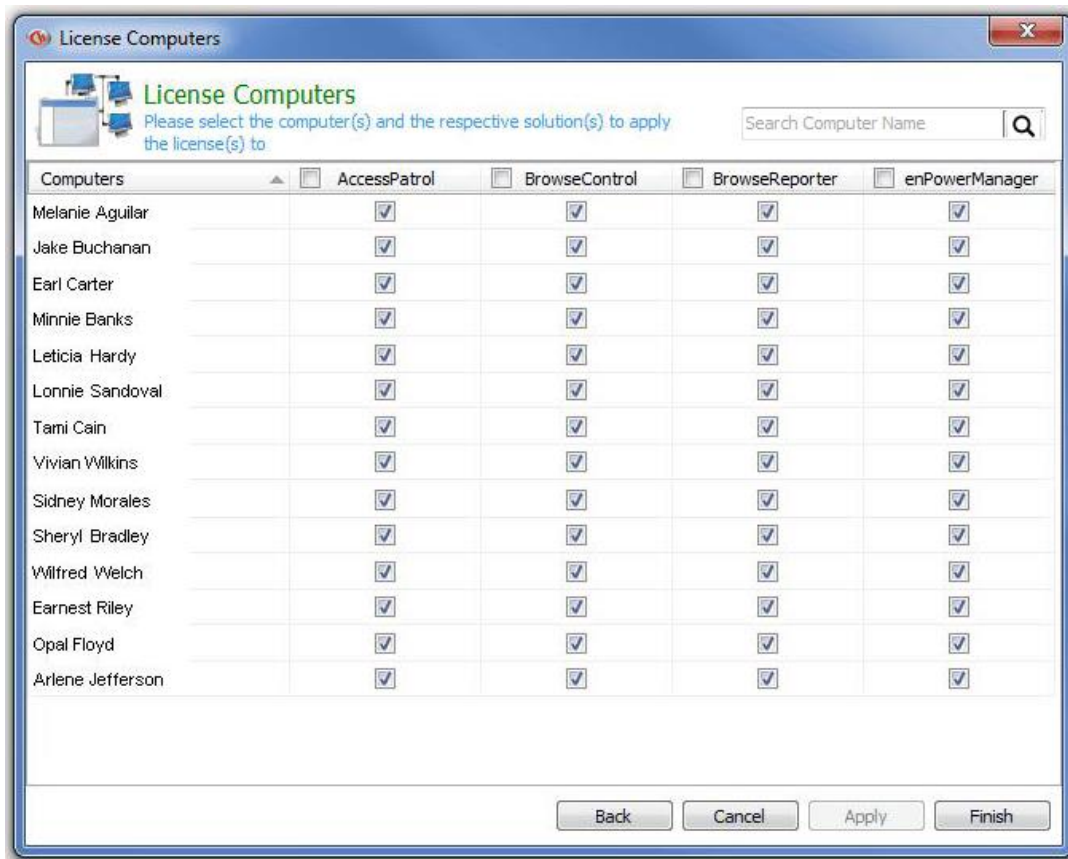 License Computers
License Computers
Please select the computer(s) and the respective solution(s) to apply
the license(s) to
Search Computer Name
Computers AccessPatrol BrowseControl BrowseReporter enPowerManager
Melanie Aguilar
Jake Buchanan
Earl Carter
Minnie Banks
Leticia Hardy
Lonnie Sandoval
Tami Cain
Vivian Wilkins
Sidney Morales
Sheryl Bradley
Wilfred Welch
Earnest Riley
Opal Floyd
Arlene Jefferson
Back Cancel Apply Finish